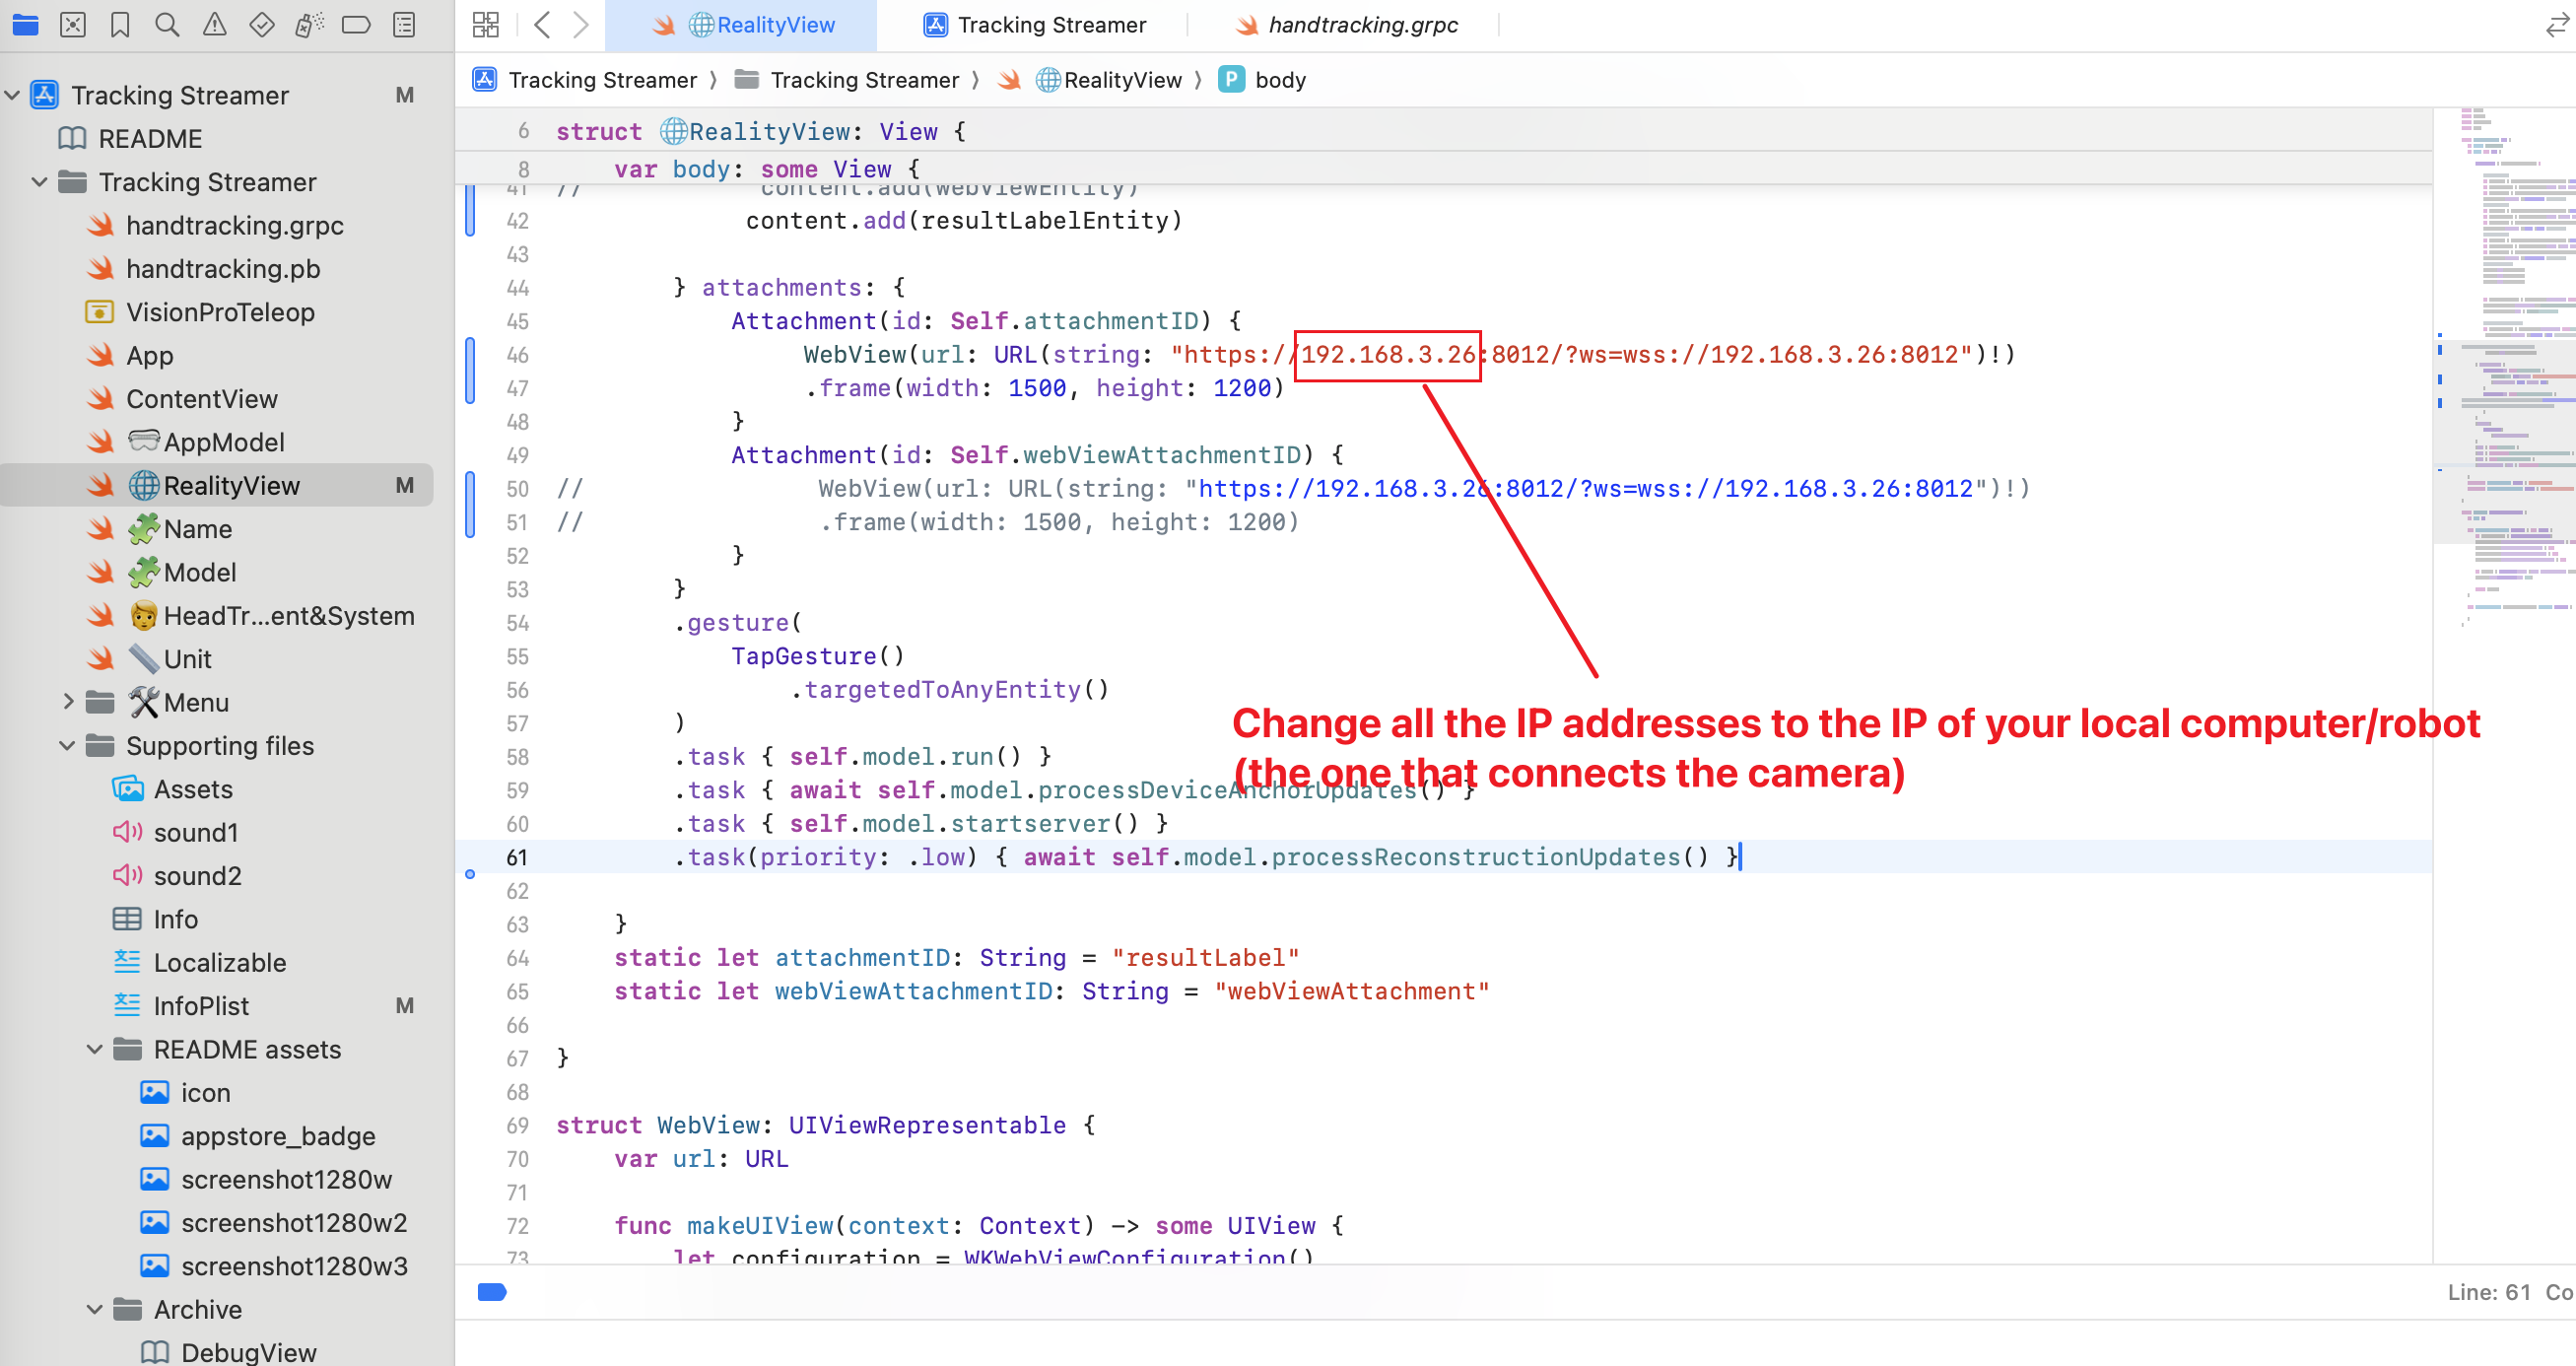 RealityView
Tracking Streamer
handtracking.grpc
Tracking Streamer 〉 Tracking Streamer 〉 RealityView 〉 P body
Tracking Streamer M
README
Tracking Streamer
handtracking.grpc
handtracking.pb
VisionProTeleop
App
ContentView
AppModel
RealityView M
Name
Model
HeadTr...ent&System
Unit
Menu
Supporting files
Assets
sound1
sound2
Info
Localizable
InfoPlist M
README assets
icon
appstore_badge
screenshot1280w
screenshot1280w2
screenshot1280w3
Archive
DebugView
6 struct 🌐RealityView: View {
8 var body: some View {
41 // content.add(webViewEntity)
42 content.add(resultLabelEntity)
43
44 } attachments: {
45 Attachment(id: Self.attachmentID) {
46 WebView(url: URL(string: "https://192.168.3.26:8012/?ws=wss://192.168.3.26:8012")!)
47 .frame(width: 1500, height: 1200)
48 }
49 Attachment(id: Self.webViewAttachmentID) {
50 // WebView(url: URL(string: "https://192.168.3.26:8012/?ws=wss://192.168.3.26:8012")!)
51 // .frame(width: 1500, height: 1200)
52 }
53 }
54 .gesture(
55 TapGesture()
56 .targetedToAnyEntity()
57 )
58 .task { self.model.run() }
59 .task { await self.model.processDeviceAnchorUpdates() }
60 .task { self.model.startserver() }
61 .task(priority: .low) { await self.model.processReconstructionUpdates() }
62
63 }
64 static let attachmentID: String = "resultLabel"
65 static let webViewAttachmentID: String = "webViewAttachment"
66
67 }
68
69 struct WebView: UIViewRepresentable {
70 var url: URL
71
72 func makeUIView(context: Context) -> some UIView {
73 let configuration = WKWebViewConfiguration()
Change all the IP addresses to the IP of your local computer/robot
(the one that connects the camera)
Line: 61 Co